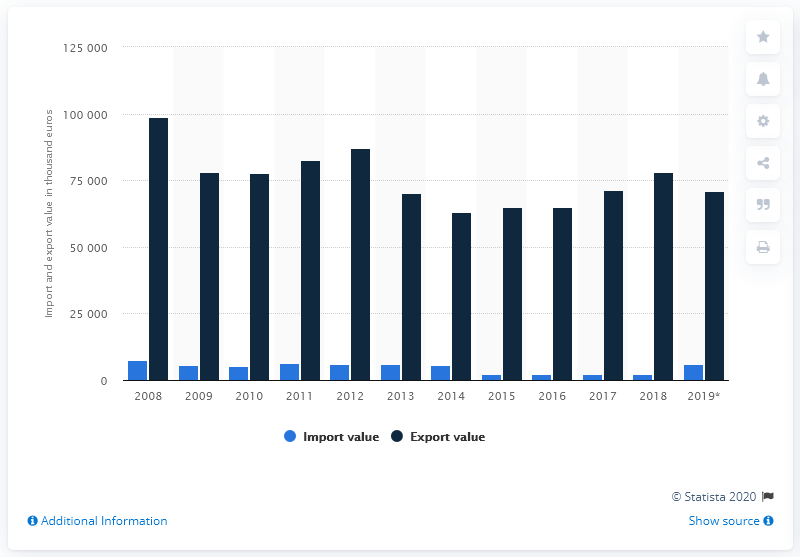 125 000
100 000
75 000
50 000
25 000
0
Import and export value in thousand euros
2008 2009 2010 2011 2012 2013 2014 2015 2016 2017 2018 2019*
Import value Export value
© Statista 2020
Additional Information Show source